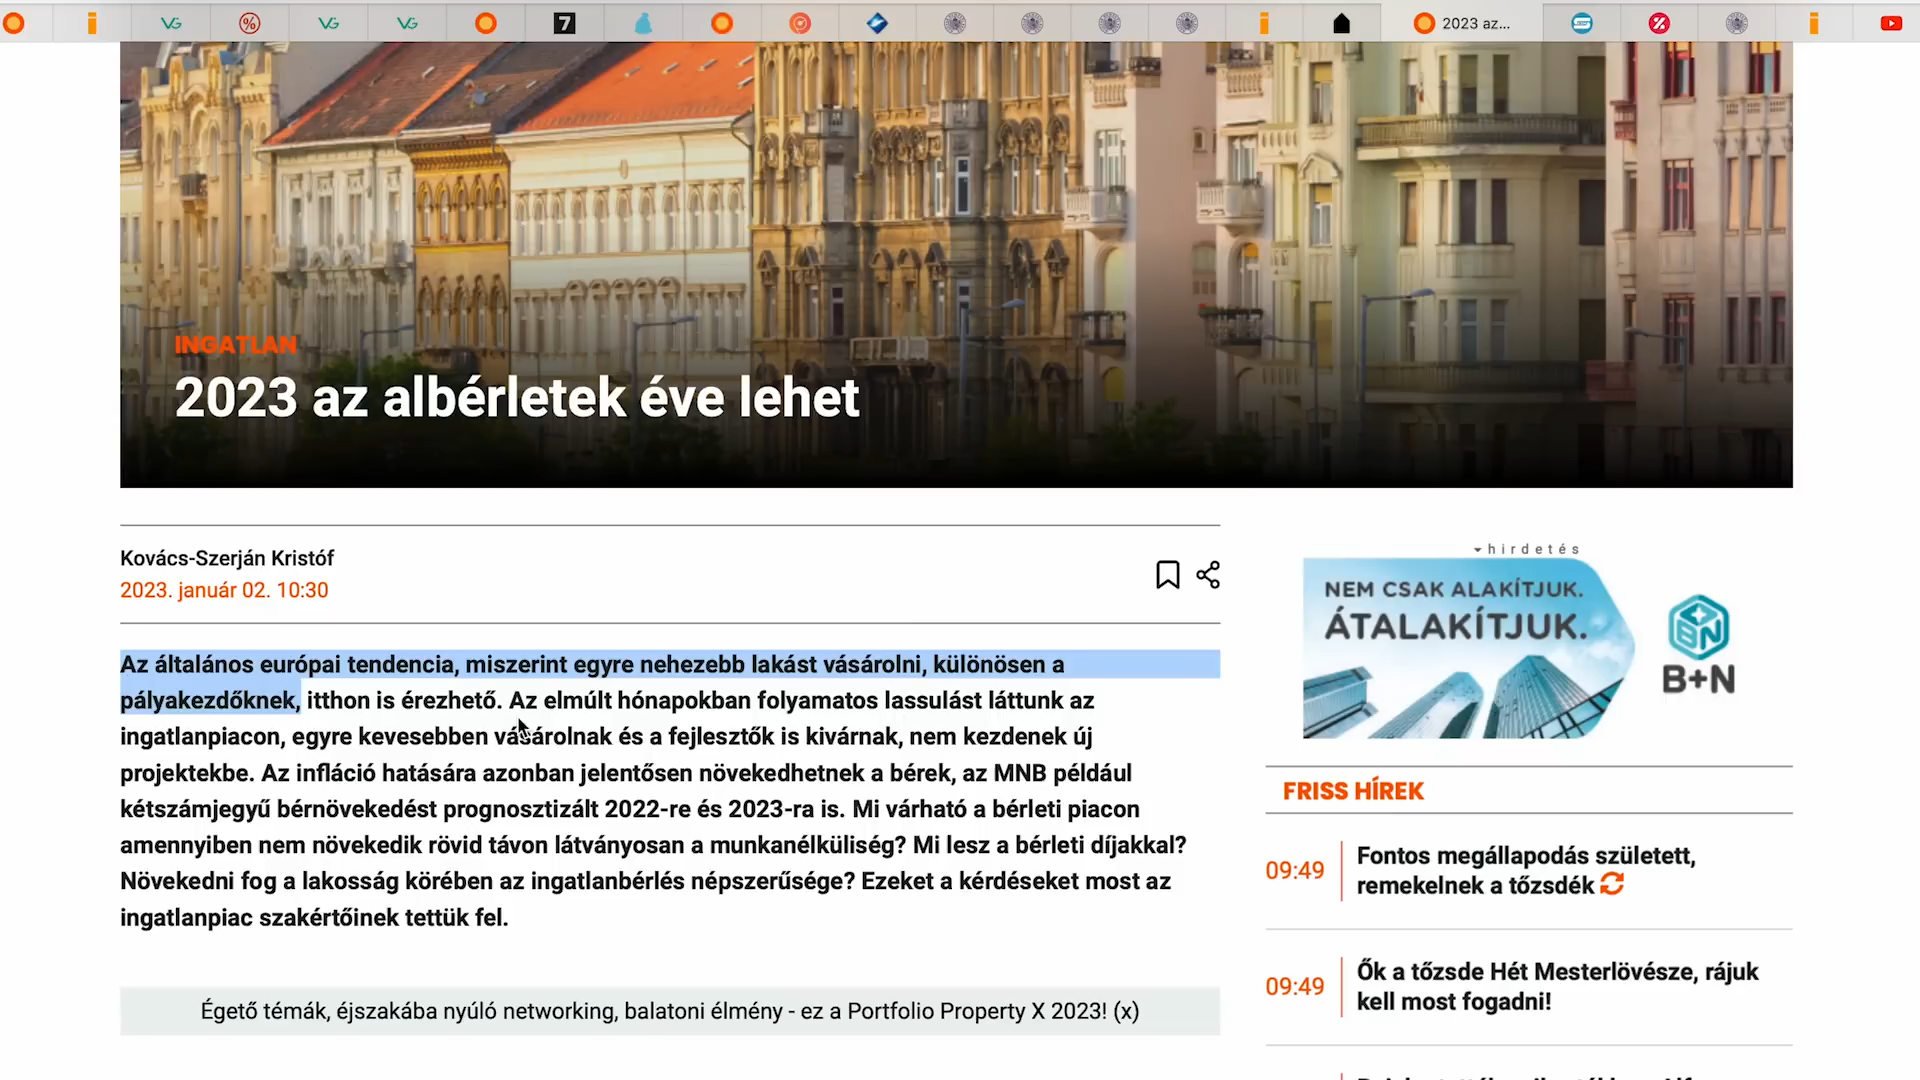 VG
%
VG
VG
7
2023 az...
INGATLAN
2023 az albérletek éve lehet
Kovács-Szerján Kristóf
2023. január 02. 10:30
Az általános európai tendencia, miszerint egyre nehezebb lakást vásárolni, különösen a
pályakezdőknek, itthon is érezhető. Az elmúlt hónapokban folyamatos lassulást láttunk az
ingatlanpiacon, egyre kevesebben vásárolnak és a fejlesztők is kivárnak, nem kezdenek új
projektekbe. Az infláció hatására azonban jelentősen növekedhetnek a bérek, az MNB például
kétszámjegyű bérnövekedést prognosztizált 2022-re és 2023-ra is. Mi várható a bérleti piacon
amennyiben nem növekedik rövid távon látványosan a munkanélküliség? Mi lesz a bérleti díjakkal?
Növekedni fog a lakosság körében az ingatlanbérlés népszerűsége? Ezeket a kérdéseket most az
ingatlanpiac szakértőinek tettük fel.
Égető témák, éjszakába nyúló networking, balatoni élmény - ez a Portfolio Property X 2023! (x)
hirdetés
NEM CSAK ALAKÍTJUK.
ÁTALAKÍTJUK.
BN
B+N
FRISS HÍREK
09:49
Fontos megállapodás született,
remekelnek a tőzsdék
09:49
Ők a tőzsde Hét Mesterlövésze, rájuk
kell most fogadni!